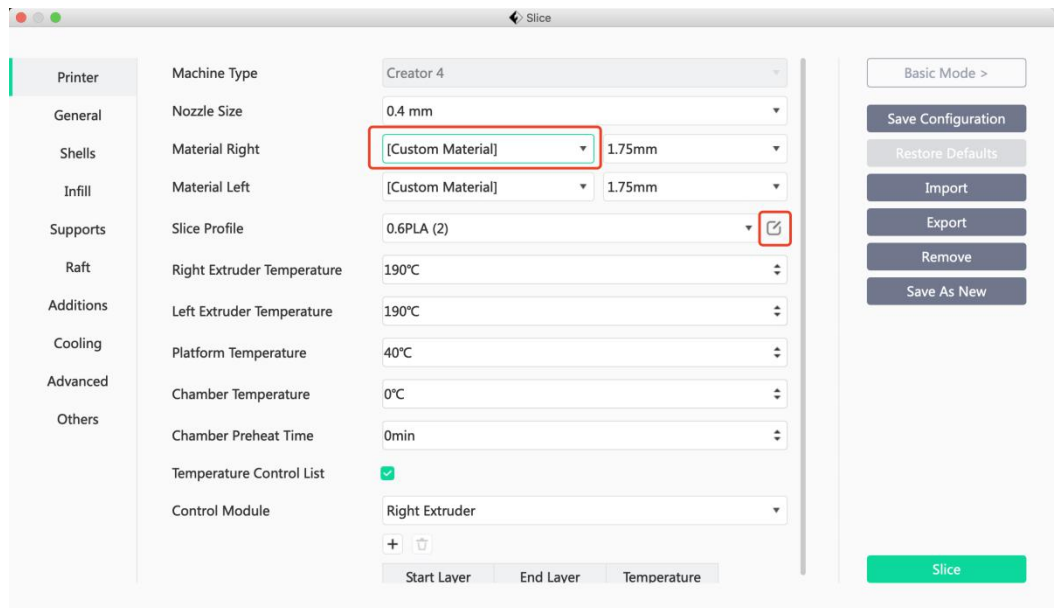 Slice
Printer
General
Shells
Infill
Supports
Raft
Additions
Cooling
Advanced
Others
Machine Type Creator 4
Nozzle Size 0.4 mm
Material Right [Custom Material] 1.75mm
Material Left [Custom Material] 1.75mm
Slice Profile 0.6PLA (2)
Right Extruder Temperature 190℃
Left Extruder Temperature 190℃
Platform Temperature 40℃
Chamber Temperature 0℃
Chamber Preheat Time 0min
Temperature Control List
Control Module Right Extruder
+
Start Layer End Layer Temperature
Basic Mode >
Save Configuration
Restore Defaults
Import
Export
Remove
Save As New
Slice